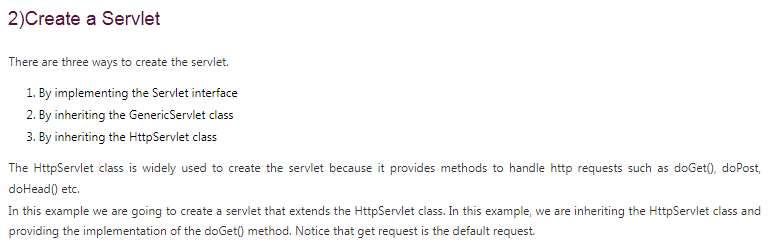 2)Create a Servlet
There are three ways to create the servlet.
1. By implementing the Servlet interface
2. By inheriting the GenericServlet class
3. By inheriting the HttpServlet class
The HttpServlet class is widely used to create the servlet because it provides methods to handle http requests such as doGet(), doPost,
doHead() etc.
In this example we are going to create a servlet that extends the HttpServlet class. In this example, we are inheriting the HttpServlet class and
providing the implementation of the doGet() method. Notice that get request is the default request.